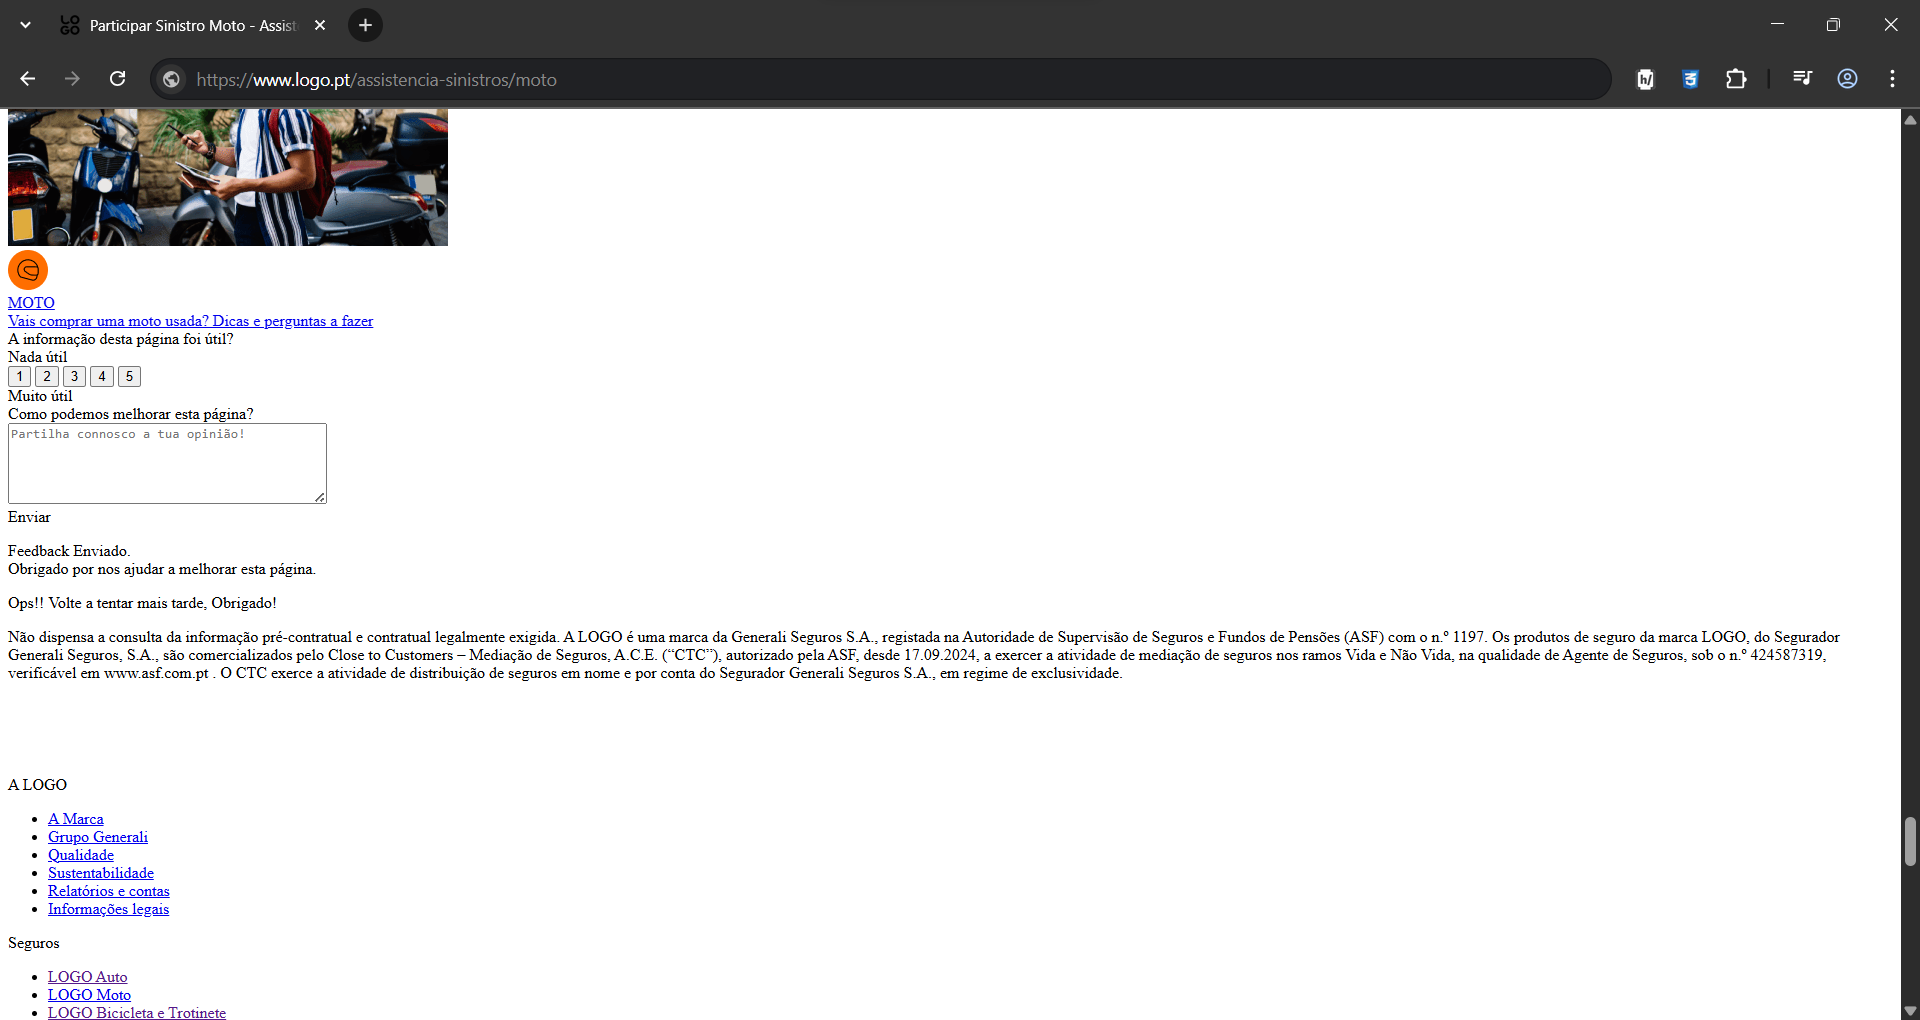 LO
GO
Participar Sinistro Moto - Assist
https://www.logo.pt/assistencia-sinistros/moto
MOTO
Vais comprar uma moto usada? Dicas e perguntas a fazer
A informação desta página foi útil?
Nada útil
1 2 3 4 5
Muito útil
Como podemos melhorar esta página?
Partilha connosco a tua opinião!
Enviar
Feedback Enviado.
Obrigado por nos ajudar a melhorar esta página.
Ops!! Volte a tentar mais tarde, Obrigado!
Não dispensa a consulta da informação pré-contratual e contratual legalmente exigida. A LOGO é uma marca da Generali Seguros S.A., registada na Autoridade de Supervisão de Seguros e Fundos de Pensões (ASF) com o n.º 1197. Os produtos de seguro da marca LOGO, do Segurador
Generali Seguros, S.A., são comercializados pelo Close to Customers – Mediação de Seguros, A.C.E. (“CTC”), autorizado pela ASF, desde 17.09.2024, a exercer a atividade de mediação de seguros nos ramos Vida e Não Vida, na qualidade de Agente de Seguros, sob o n.º 424587319,
verificável em www.asf.com.pt . O CTC exerce a atividade de distribuição de seguros em nome e por conta do Segurador Generali Seguros S.A., em regime de exclusividade.
A LOGO
A Marca
Grupo Generali
Qualidade
Sustentabilidade
Relatórios e contas
Informações legais
Seguros
LOGO Auto
LOGO Moto
LOGO Bicicleta e Trotinete